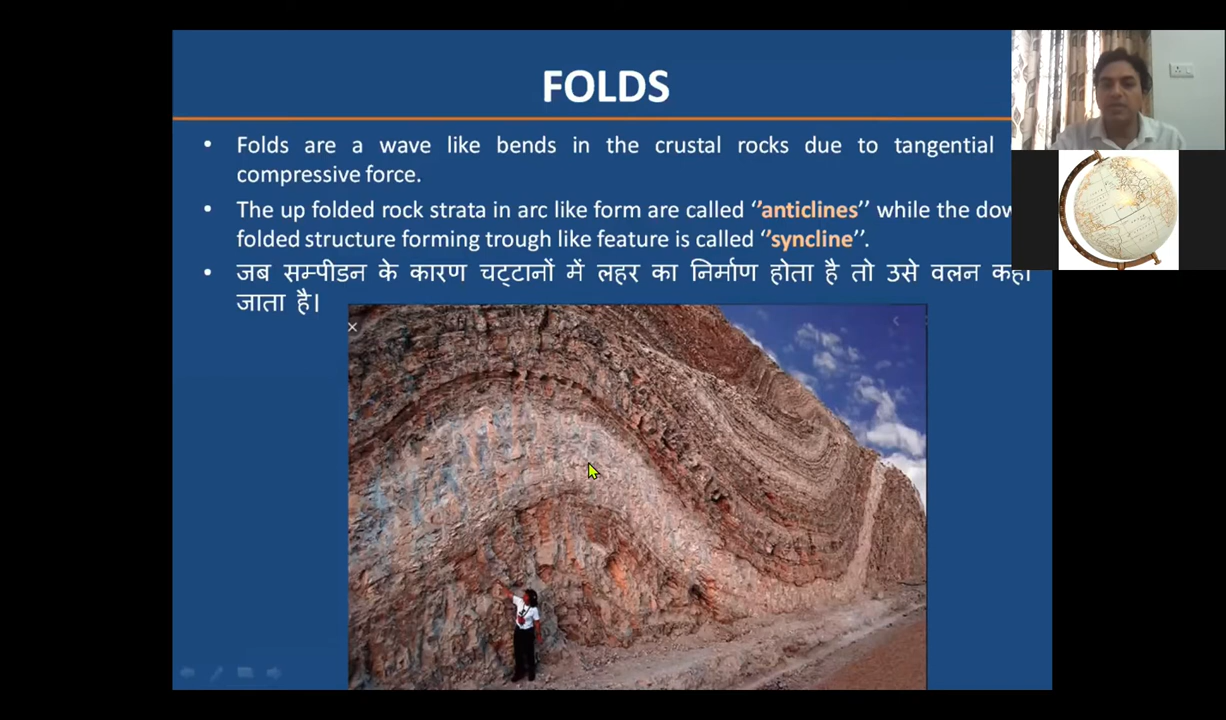 FOLDS
• Folds are a wave like bends in the crustal rocks due to tangential
compressive force.
• The up folded rock strata in arc like form are called ‘’anticlines’’ while the
folded structure forming trough like feature is called ‘’syncline’’.
• जब सम्पीडन के कारण चट्टानों में लहर का निर्माण होता है तो उसे वलन कहा
जाता है।